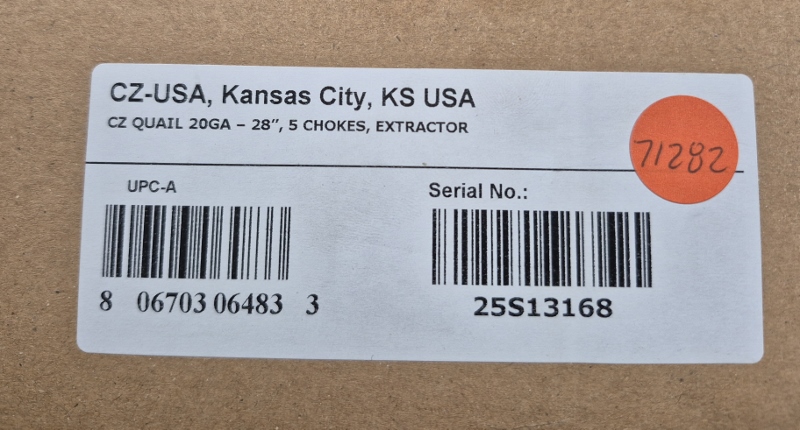 CZ-USA, Kansas City, KS USA
CZ QUAIL 20GA – 28”, 5 CHOKES, EXTRACTOR
71282
UPC-A
Serial No.:
8 06703 06483 3
25S13168